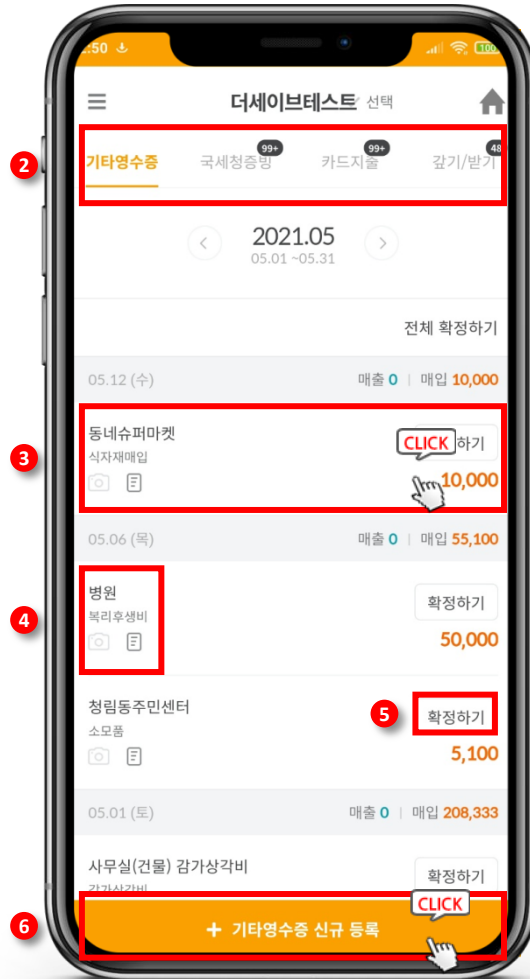 :50
100
더세이브테스트 선택
2
기타영수증 국세청증빙 99+ 카드지출 99+ 갚기/받기 48
2021.05
05.01 ~05.31
전체 확정하기
05.12 (수) 매출 0 | 매입 10,000
3
동네슈퍼마켓 CLICK 하기
식자재매입
10,000
05.06 (목) 매출 0 | 매입 55,100
4
병원 확정하기
복리후생비
50,000
청림동주민센터 5 확정하기
소모품
5,100
05.01 (토) 매출 0 | 매입 208,333
사무실(건물) 감가상각비 확정하기
감가상각비
CLICK
6
+ 기타영수증 신규 등록